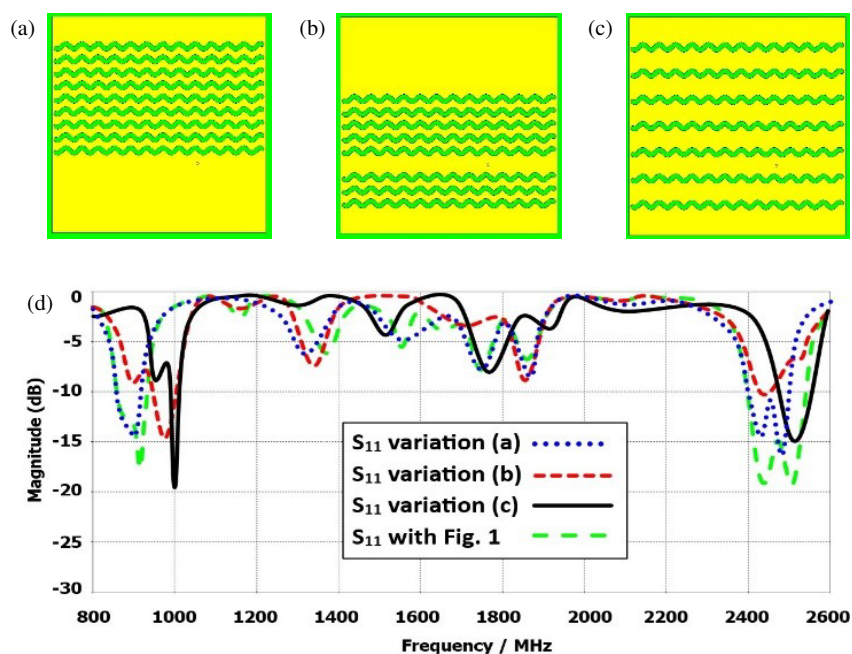 (a)
(b)
(c)
(d)
0
-5
-10
-15
-20
-25
-30
Magnitude (dB)
S₁₁ variation (a)
S₁₁ variation (b)
S₁₁ variation (c)
S₁₁ with Fig. 1
800 1000 1200 1400 1600 1800 2000 2200 2400 2600
Frequency / MHz